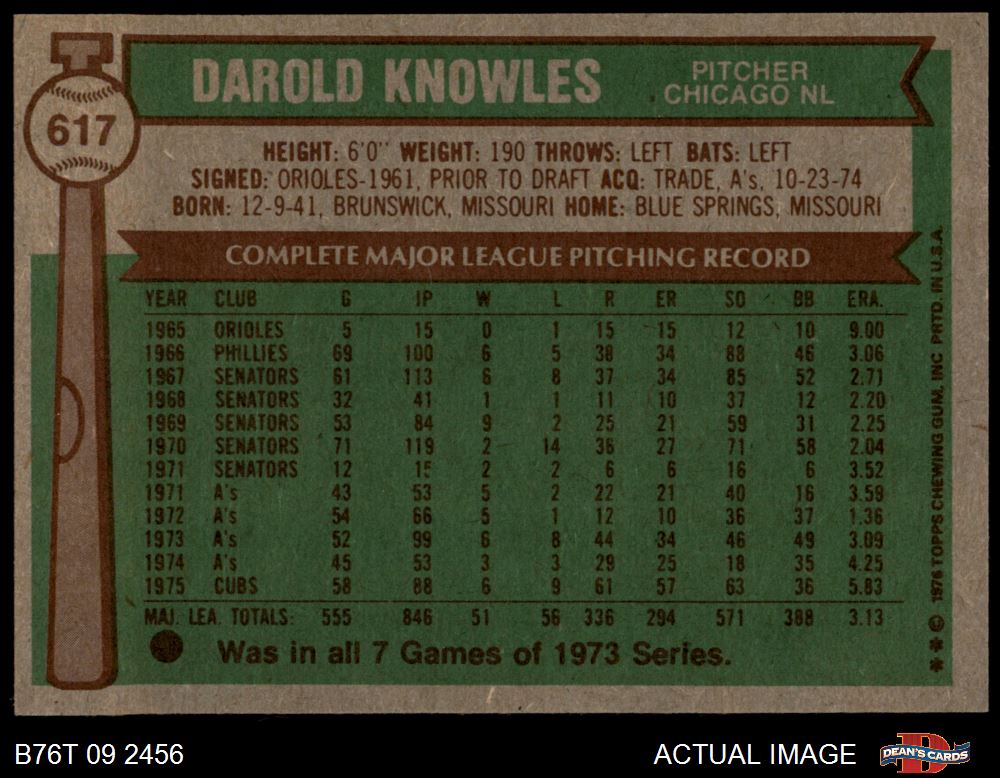 617
DAROLD KNOWLES
PITCHER
CHICAGO NL
HEIGHT: 6'0" WEIGHT: 190 THROWS: LEFT BATS: LEFT
SIGNED: ORIOLES-1961, PRIOR TO DRAFT ACQ: TRADE, A's, 10-23-74
BORN: 12-9-41, BRUNSWICK, MISSOURI HOME: BLUE SPRINGS, MISSOURI
COMPLETE MAJOR LEAGUE PITCHING RECORD
YEAR CLUB G IP W L R ER SO BB ERA.
1965 ORIOLES 5 15 0 1 15 15 12 10 9.00
1966 PHILLIES 69 100 6 5 38 34 88 46 3.06
1967 SENATORS 61 113 6 8 37 34 85 52 2.71
1968 SENATORS 32 41 1 1 11 10 37 12 2.20
1969 SENATORS 53 84 9 2 25 21 59 31 2.25
1970 SENATORS 71 119 2 14 36 27 71 58 2.04
1971 SENATORS 12 15 2 2 6 6 16 6 3.52
1971 A's 43 53 5 2 22 21 40 16 3.59
1972 A's 54 66 5 1 12 10 36 37 1.36
1973 A's 52 99 6 8 44 34 46 49 3.09
1974 A's 45 53 3 3 29 25 18 35 4.25
1975 CUBS 58 88 6 9 61 57 63 36 5.83
MAJ. LEA. TOTALS: 555 846 51 56 336 294 571 388 3.13
Was in all 7 Games of 1973 Series.
* * © 1976 TOPPS CHEWING GUM, INC PRTD. IN U.S.A.
B76T 09 2456
ACTUAL IMAGE
DEAN'S CARDS